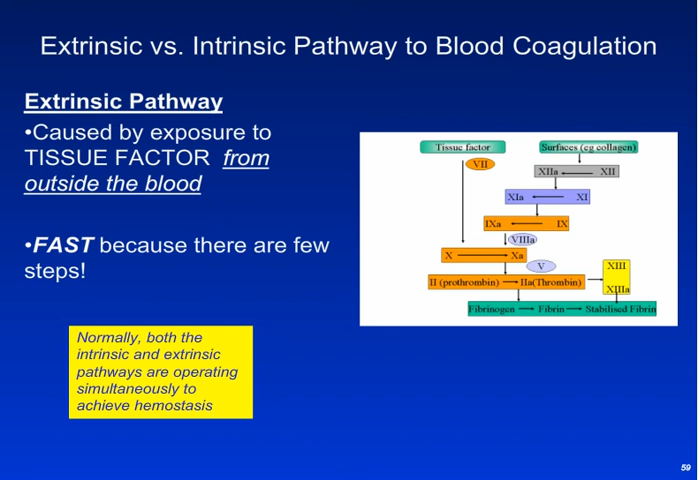 Extrinsic vs. Intrinsic Pathway to Blood Coagulation
Extrinsic Pathway
•Caused by exposure to
TISSUE FACTOR from
outside the blood
•FAST because there are few
steps!
Normally, both the
intrinsic and extrinsic
pathways are operating
simultaneously to
achieve hemostasis
Tissue factor
Surfaces (eg collagen)
VII
XIIa XII
XIa XI
IXa IX
VIIIa
X Xa
V
XIII
II (prothrombin) IIa(Thrombin)
XIIIa
Fibrinogen Fibrin Stabilised Fibrin
59